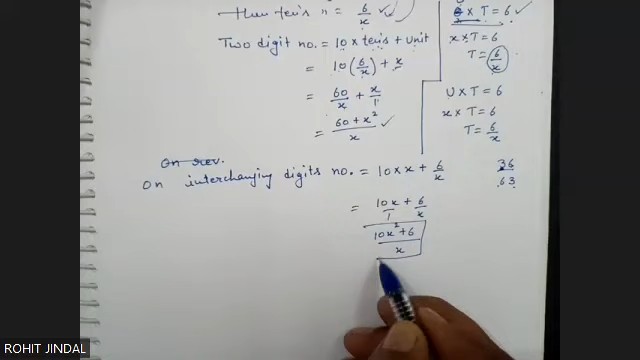 Then ten's n = 6/x ✓
Two digit no. = 10 × ten's + unit
= 10 (6/x) + x
= 60/x + x/1
= 60 + x² / x ✓
× T = 6 ✓
x × T = 6
T = 6/x
U × T = 6
x × T = 6
T = 6/x
On rev.
On interchanging digits no. = 10 × x + 6/x
36
63
= 10x/1 + 6/x
10x² + 6 / x
ROHIT JINDAL